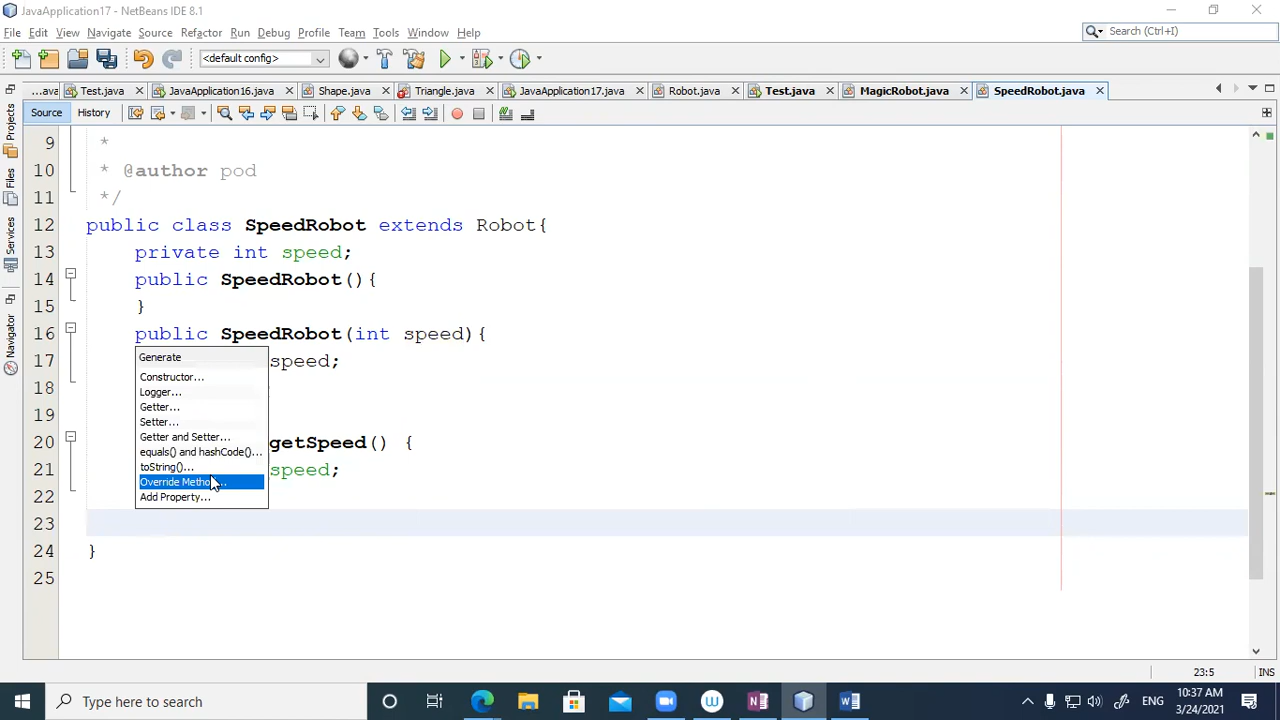 JavaApplication17 - NetBeans IDE 8.1
File Edit View Navigate Source Refactor Run Debug Profile Team Tools Window Help
Search (Ctrl+I)
<default config>
...ava Test.java JavaApplication16.java Shape.java Triangle.java JavaApplication17.java Robot.java Test.java MagicRobot.java SpeedRobot.java
Source History
Projects
Files
Services
Navigator
9 *
10 * @author pod
11 */
12 public class SpeedRobot extends Robot{
13 private int speed;
14 public SpeedRobot(){
15 }
16 public SpeedRobot(int speed){
17 speed;
18
19
20 getSpeed() {
21 speed;
22
23
24 }
25
Generate
Constructor...
Logger...
Getter...
Setter...
Getter and Setter...
equals() and hashCode()...
toString()...
Override Metho...
Add Property...
23:5 INS
Type here to search
ENG
10:37 AM
3/24/2021